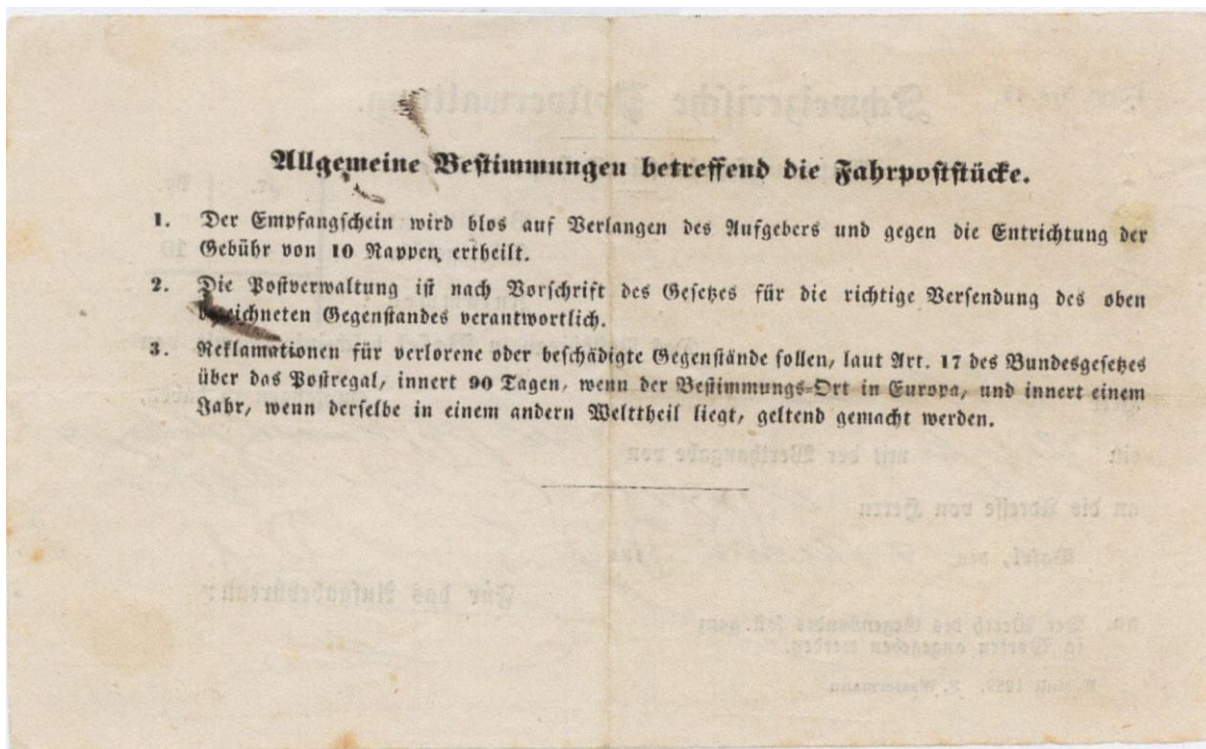 Allgemeine Bestimmungen betreffend die Fahrpoststücke.
1. Der Empfangschein wird blos auf Verlangen des Aufgebers und gegen die Entrichtung der
Gebühr von 10 Rappen ertheilt.
2. Die Postverwaltung ist nach Vorschrift des Gesetzes für die richtige Versendung des oben
bezeichneten Gegenstandes verantwortlich.
3. Reklamationen für verlorene oder beschädigte Gegenstände sollen, laut Art. 17 des Bundesgesetzes
über das Postregal, innert 90 Tagen, wenn der Bestimmungs-Ort in Europa, und innert einem
Jahr, wenn derselbe in einem andern Welttheil liegt, geltend gemacht werden.